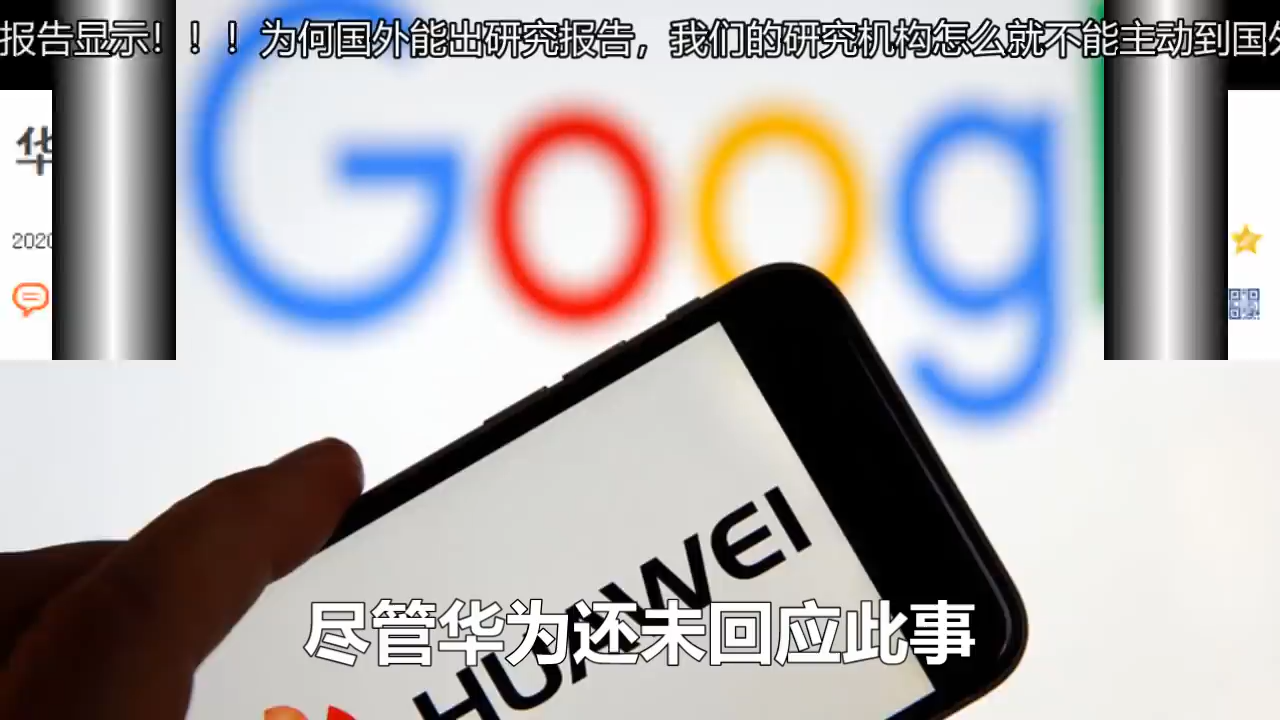 报告显示！！！为何国外能出研究报告，我们的研究机构怎么就不能主动到国外
Goog
华
2020
HUAWEI
尽管华为还未回应此事